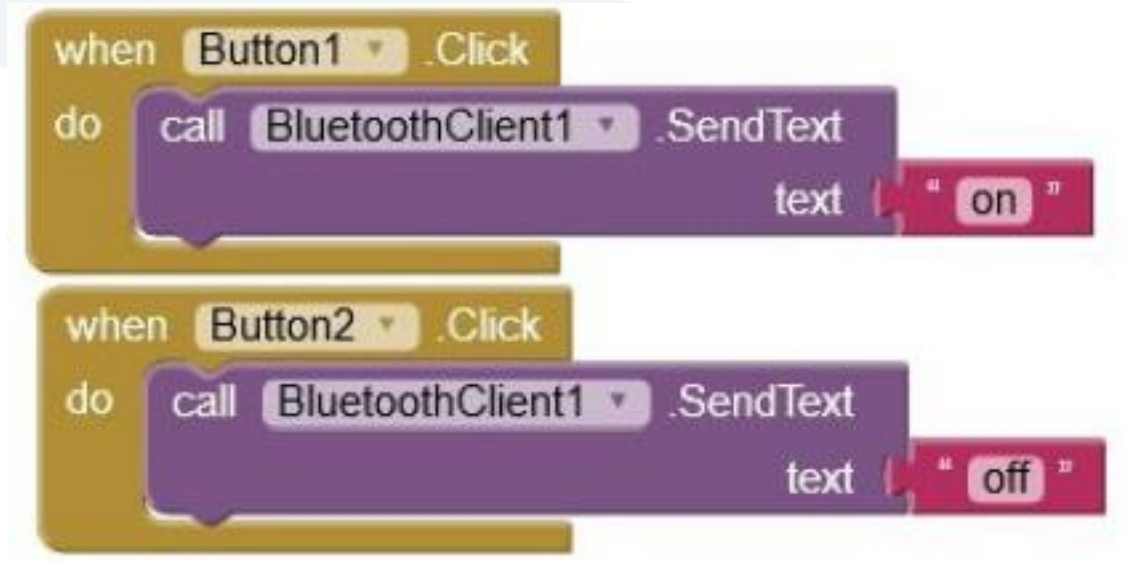 when Button1 .Click
do call BluetoothClient1 .SendText
text " on "
when Button2 .Click
do call BluetoothClient1 .SendText
text " off "